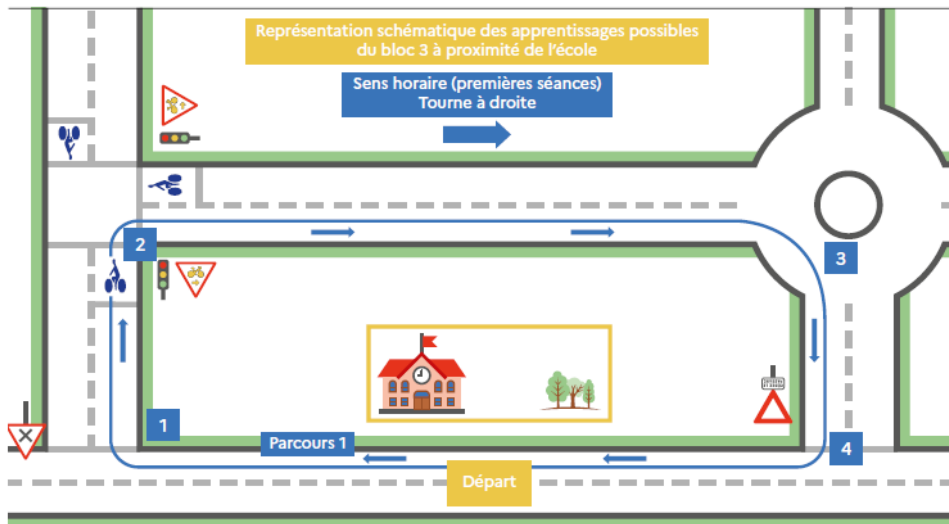 Représentation schématique des apprentissages possibles
du bloc 3 à proximité de l'école
Sens horaire (premières séances)
Tourne à droite
2
3
1
Parcours 1
4
Départ